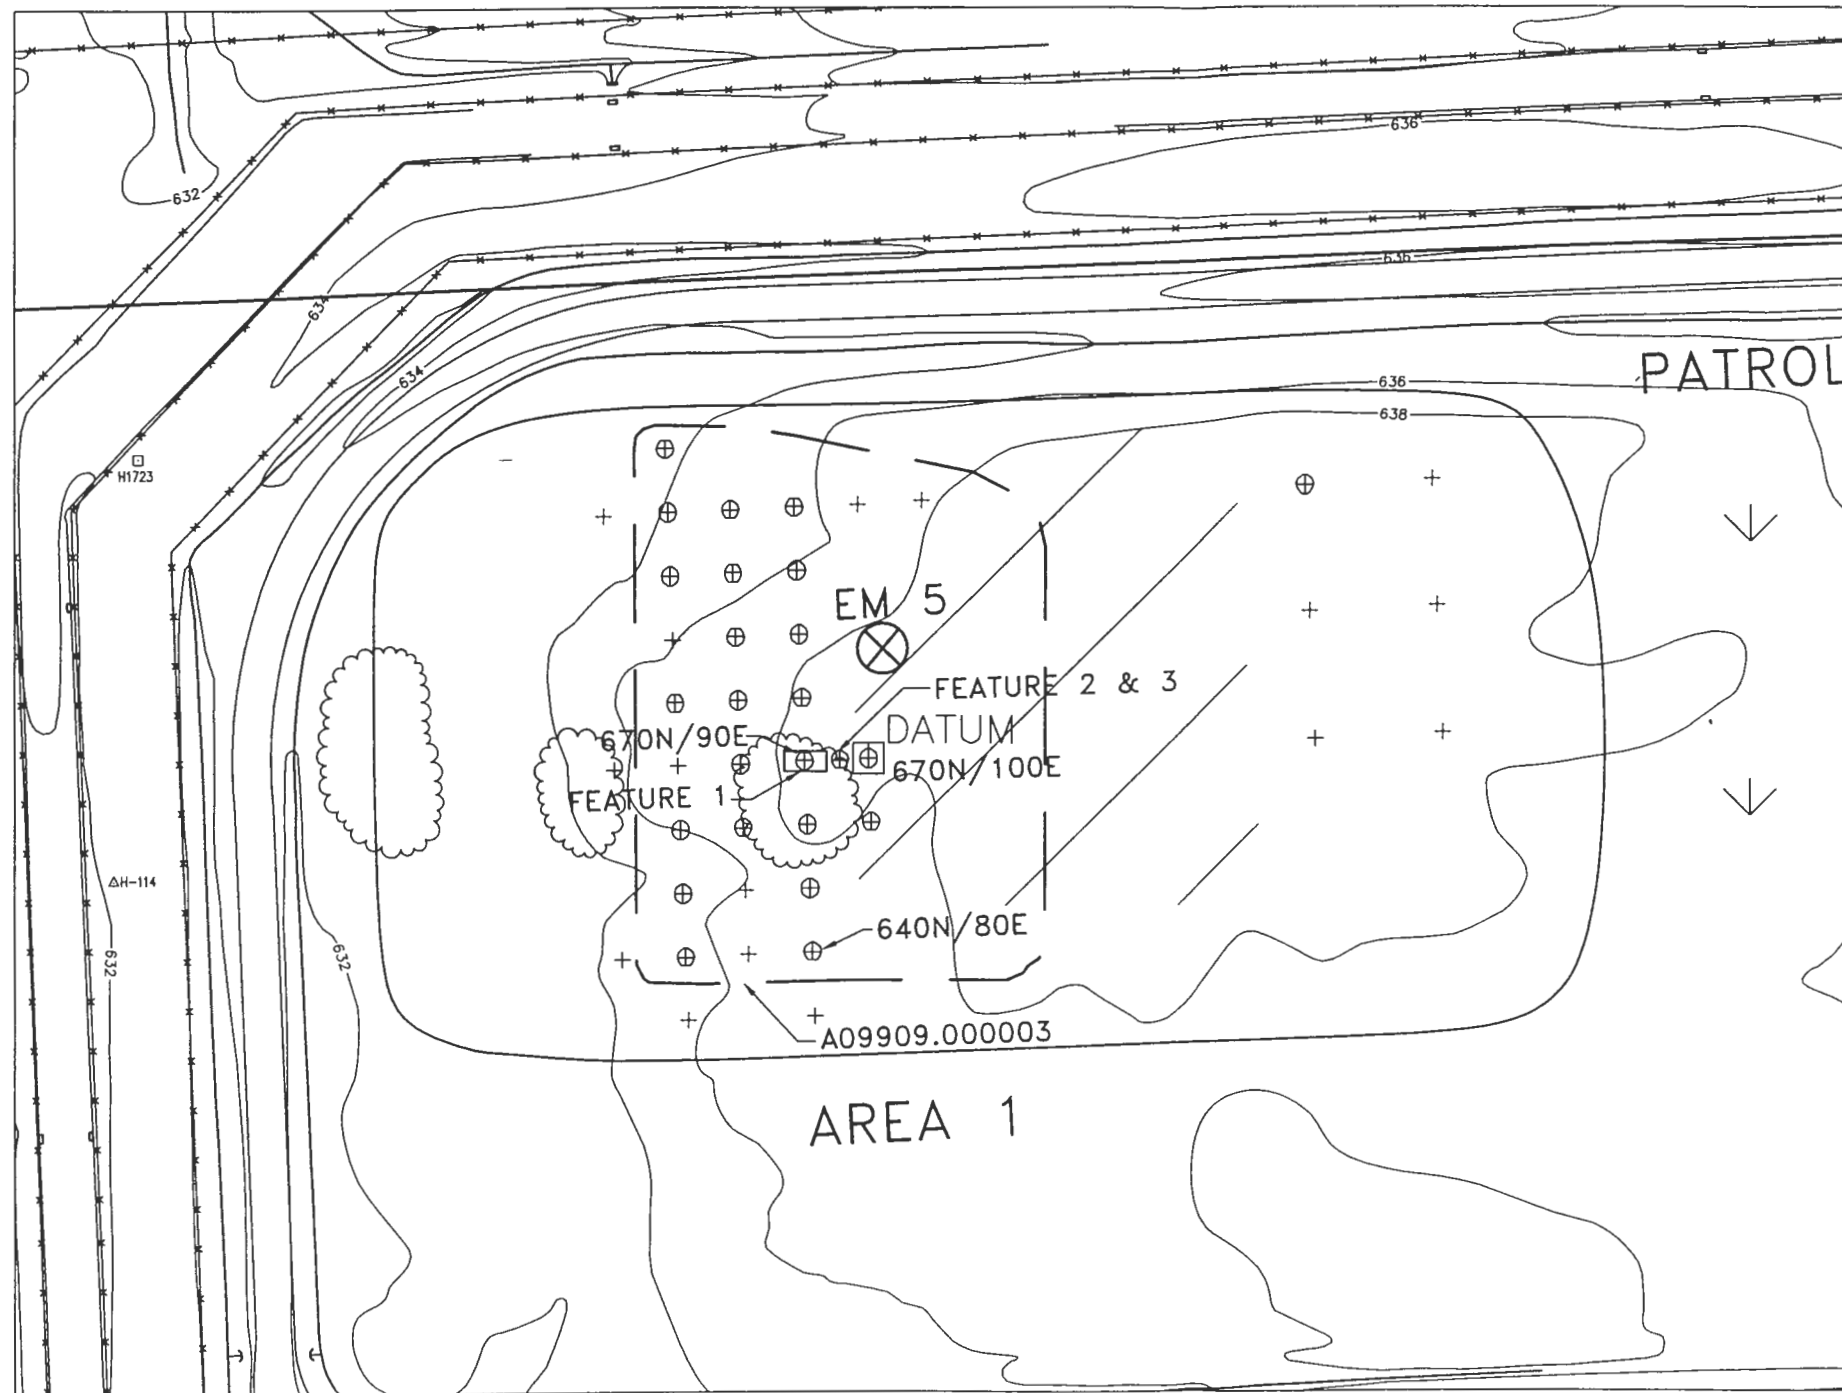 636
632
636
634
634
PATROL
636
638
H1723
EM 5
FEATURE 2 & 3
DATUM
670N/90E
670N/100E
FEATURE 1
H-114
640N/80E
632
632
A09909.000003
AREA 1